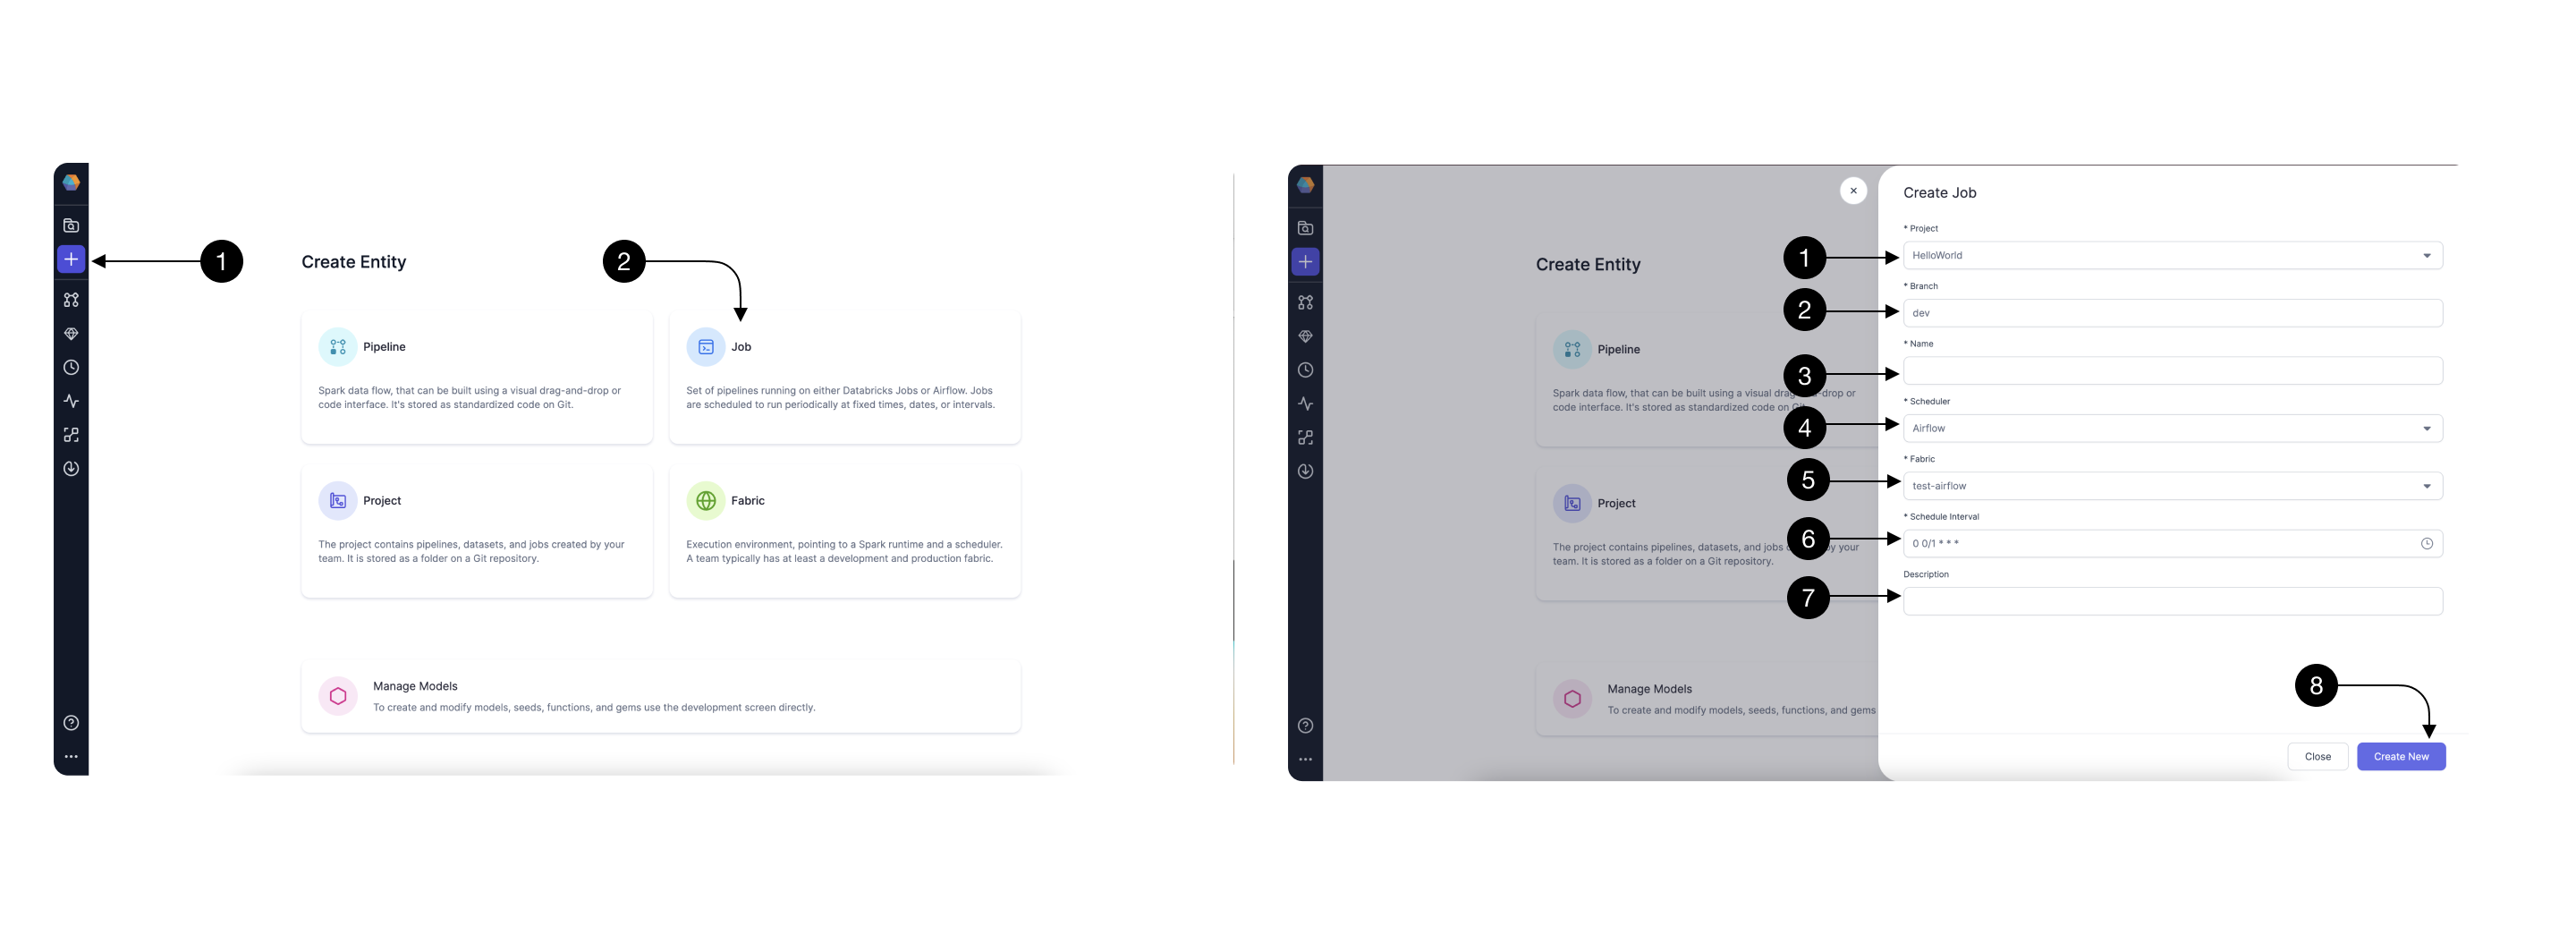 1
Create Entity
2
Pipeline
Spark data flow, that can be built using a visual drag-and-drop or
code interface. It's stored as standardized code on Git.
Job
Set of pipelines running on either Databricks Jobs or Airflow. Jobs
are scheduled to run periodically at fixed times, dates, or intervals.
Project
The project contains pipelines, datasets, and jobs created by your
team. It is stored as a folder on a Git repository.
Fabric
Execution environment, pointing to a Spark runtime and a scheduler.
A team typically has at least a development and production fabric.
Manage Models
To create and modify models, seeds, functions, and gems use the development screen directly.
Create Entity
Pipeline
Spark data flow, that can be built using a visual drag-drop or
code interface. It's stored as standardized code on Git.
Project
The project contains pipelines, datasets, and jobs by your
team. It is stored as a folder on a Git repository.
Manage Models
To create and modify models, seeds, functions, and gems
Create Job
1
* Project
HelloWorld
2
* Branch
dev
3
* Name
4
* Scheduler
Airflow
5
* Fabric
test-airflow
6
* Schedule Interval
0 0/1 * * *
7
Description
8
Close
Create New